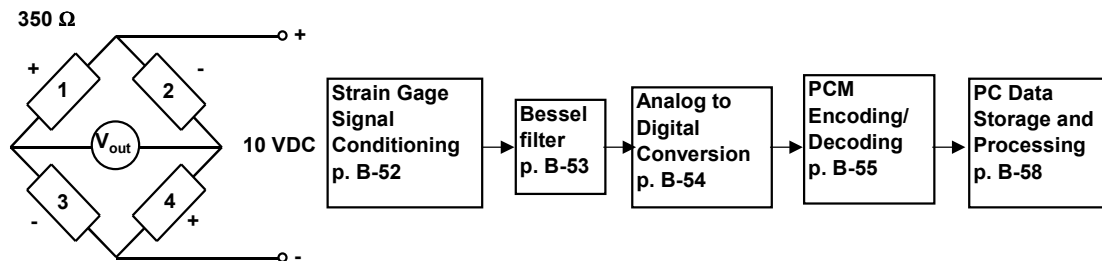 350 Ω
+
-
1
2
V_out
3
4
-
+
+
10 VDC
-
Strain Gage
Signal
Conditioning
p. B-52
Bessel
filter
p. B-53
Analog to
Digital
Conversion
p. B-54
PCM
Encoding/
Decoding
p. B-55
PC Data
Storage and
Processing
p. B-58